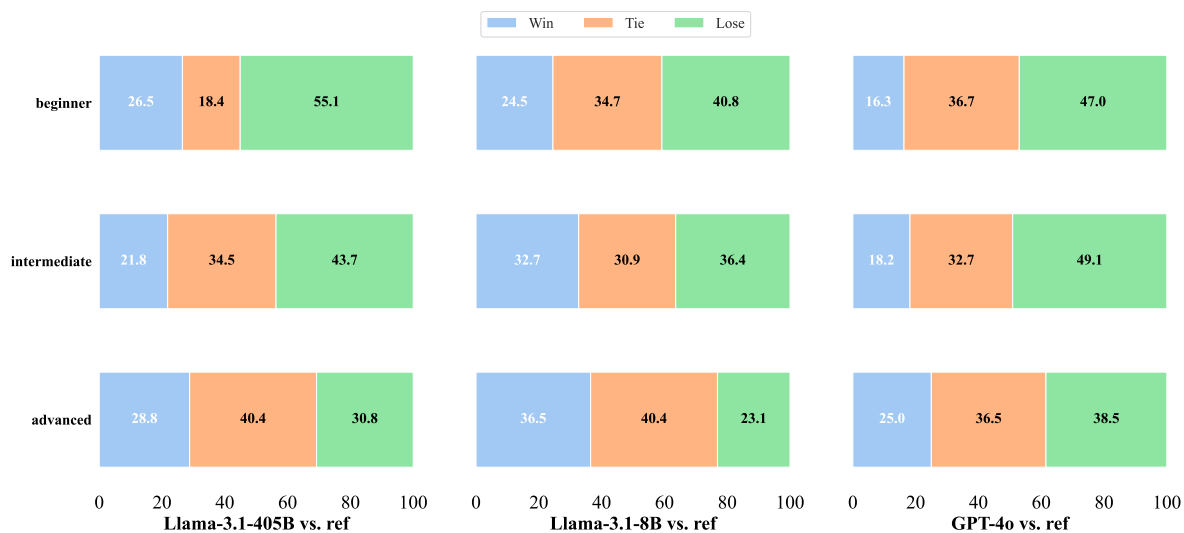 Win Tie Lose
beginner 26.5 18.4 55.1 24.5 34.7 40.8 16.3 36.7 47.0
intermediate 21.8 34.5 43.7 32.7 30.9 36.4 18.2 32.7 49.1
advanced 28.8 40.4 30.8 36.5 40.4 23.1 25.0 36.5 38.5
0 20 40 60 80 100 0 20 40 60 80 100 0 20 40 60 80 100
Llama-3.1-405B vs. ref Llama-3.1-8B vs. ref GPT-4o vs. ref